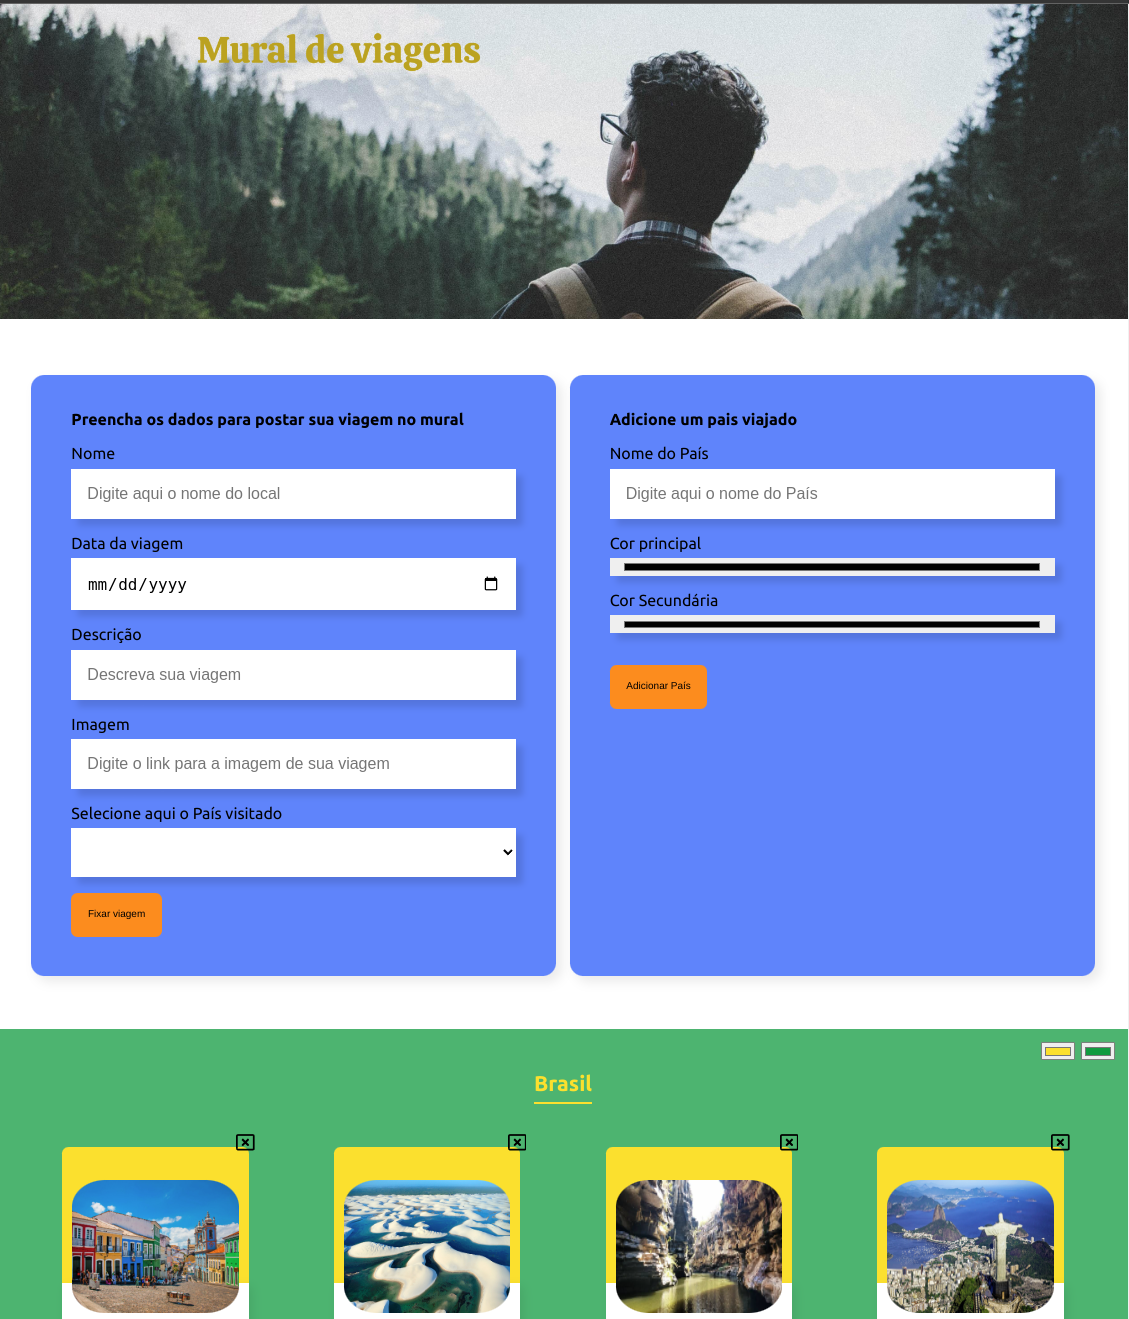 Mural de viagens
Preencha os dados para postar sua viagem no mural
Nome
Digite aqui o nome do local
Data da viagem
mm/dd/yyyy
Descrição
Descreva sua viagem
Imagem
Digite o link para a imagem de sua viagem
Selecione aqui o País visitado
Fixar viagem
Adicione um pais viajado
Nome do País
Digite aqui o nome do País
Cor principal
Cor Secundária
Adicionar País
Brasil